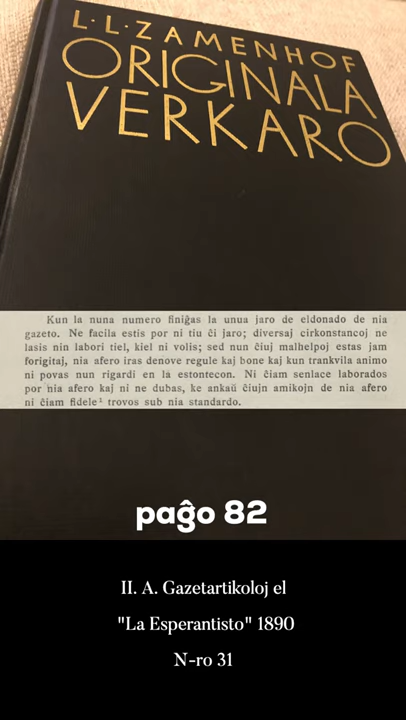 L·L·ZAMENHOF
ORIGINALA
VERKARO
Kun la nuna numero finiĝas la unua jaro de eldonado de nia
gazeto. Ne facila estis por ni tiu ĉi jaro; diversaj cirkonstancoj ne
lasis nin labori tiel, kiel ni volis; sed nun ĉiuj malhelpoj estas jam
forigitaj, nia afero iras denove regule kaj bone kaj kun trankvila animo
ni povas nun rigardi en la estontecon. Ni ĉiam senlace laborados
por nia afero kaj ni ne dubas, ke ankaŭ ĉiujn amikojn de nia afero
ni ĉiam fidele¹ trovos sub nia standardo.
paĝo 82
II. A. Gazetartikoloj el
"La Esperantisto" 1890
N-ro 31